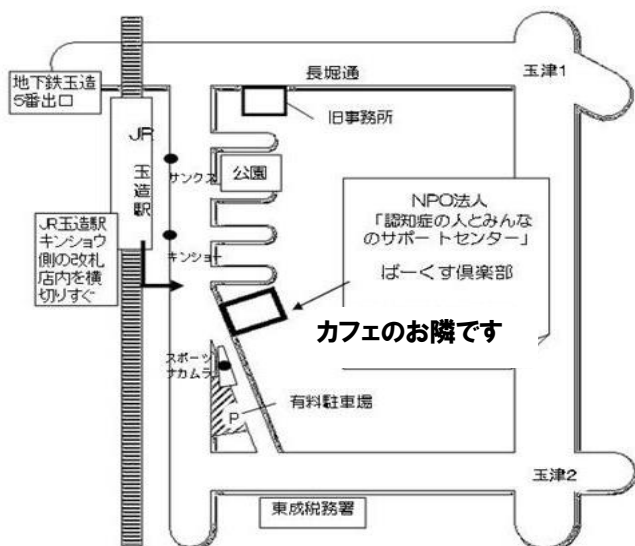 長堀通
玉津1
地下鉄玉造
5番出口
旧事務所
JR
玉造駅
サンクス
公園
NPO法人
「認知症の人とみんな
のサポートセンター」
ばーくす倶楽部
カフェのお隣です
JR玉造駅
キンショウ
側の改札
店内を横
切りすぐ
キンショー
スポーツ
ナカムラ
有料駐車場
P
玉津2
東成税務署